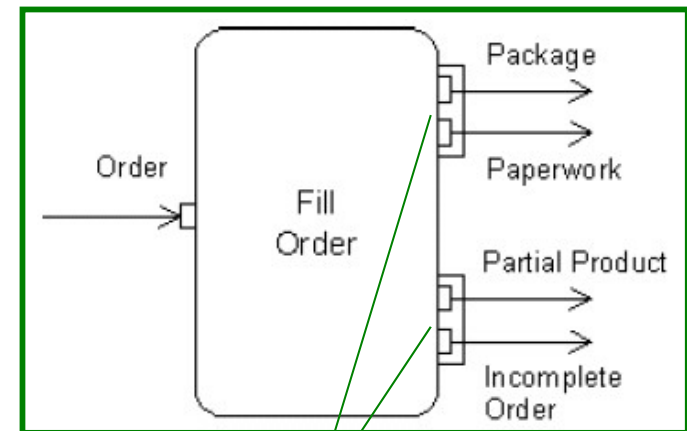 Package
Order
Paperwork
Fill
Order
Partial Product
Incomplete
Order